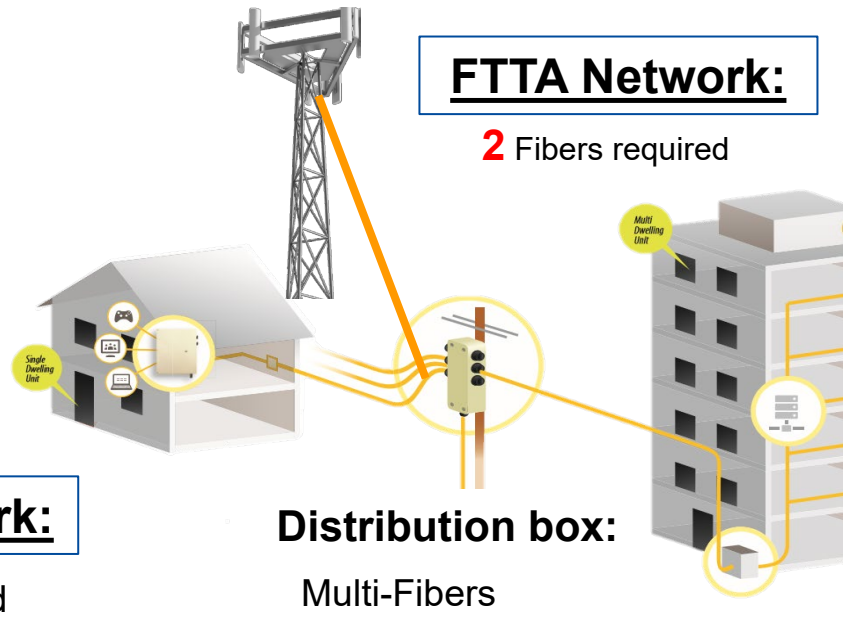 FTTA Network:
2 Fibers required
Multi
Dwelling
Unit
Single
Dwelling
Unit
rk:
d
Distribution box:
Multi-Fibers